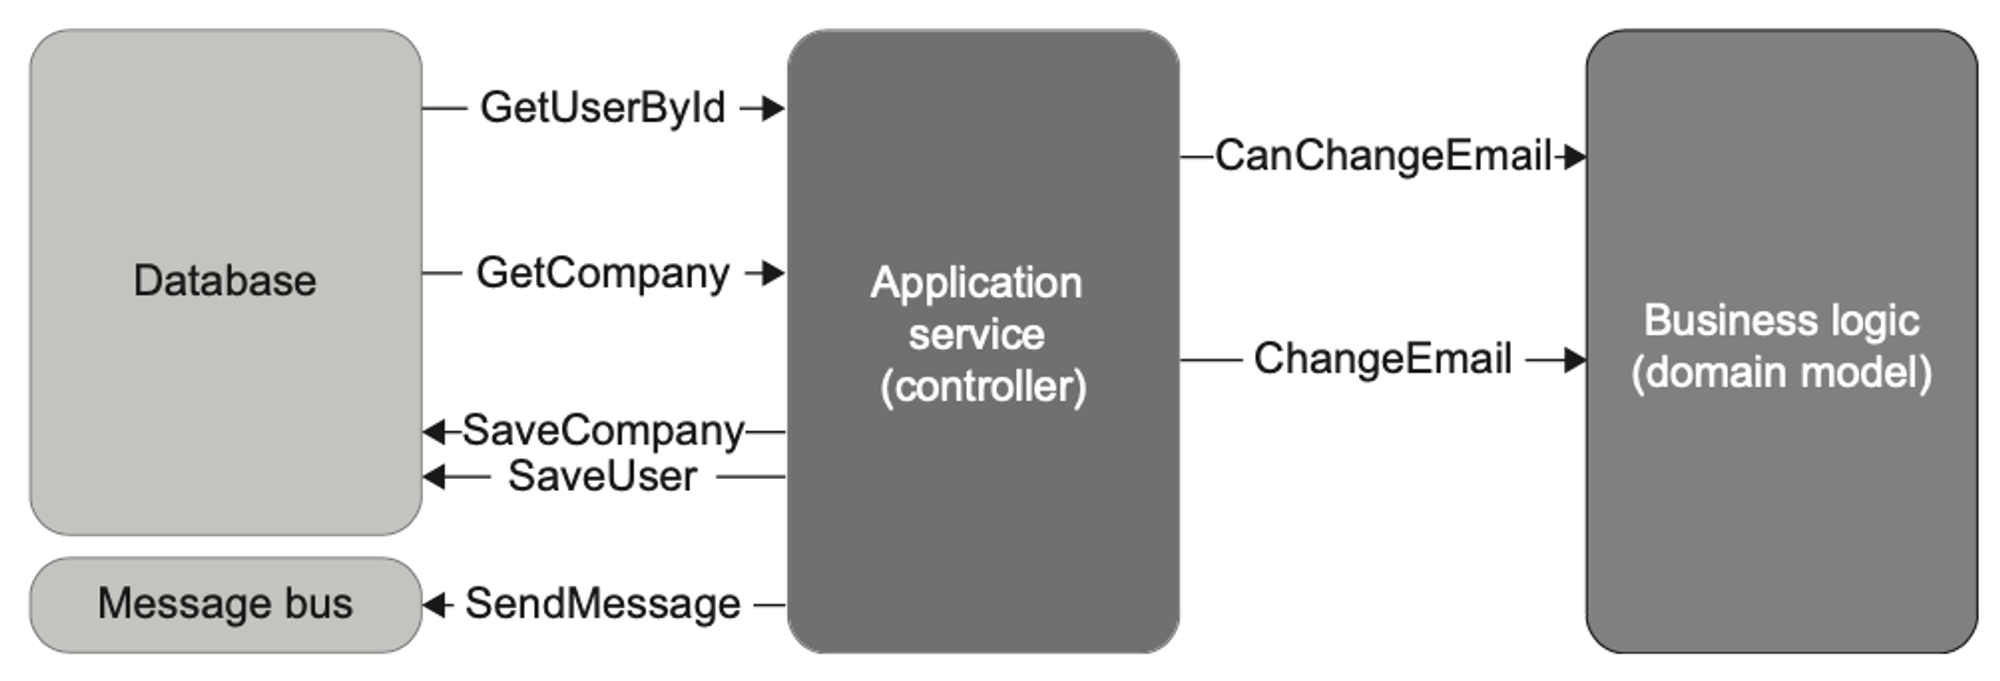 GetUserById
CanChangeEmail
GetCompany
Database
Application
service
(controller)
Business logic
(domain model)
ChangeEmail
SaveCompany
SaveUser
Message bus
SendMessage